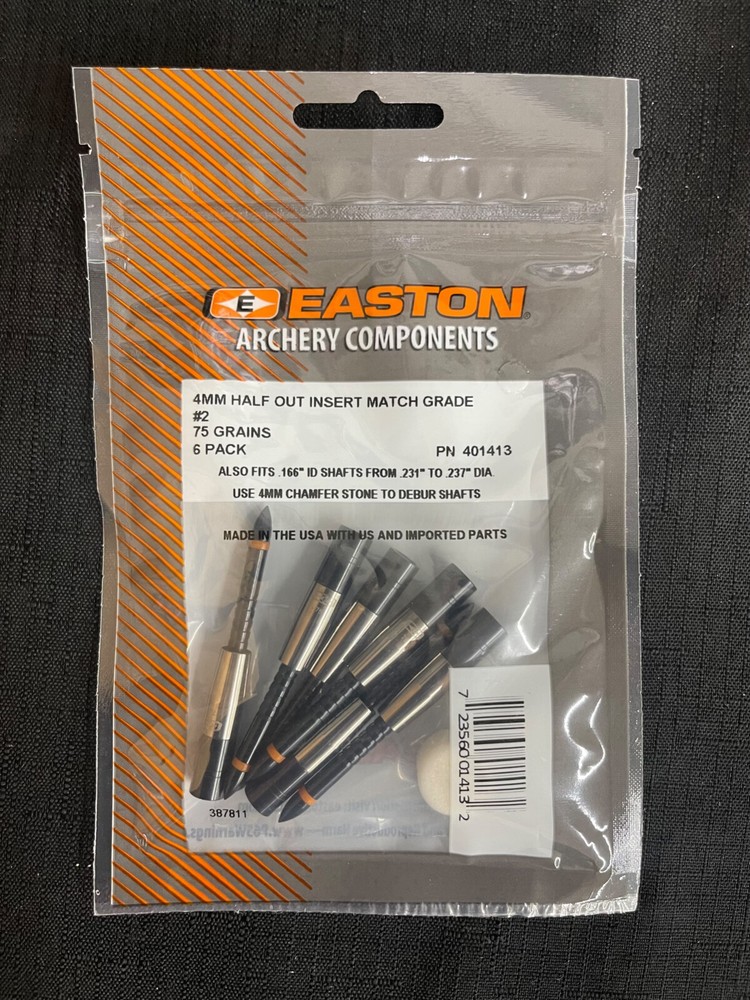 E EASTON®
ARCHERY COMPONENTS
4MM HALF OUT INSERT MATCH GRADE
#2
75 GRAINS
6 PACK PN 401413
ALSO FITS .166" ID SHAFTS FROM .231" TO .237" DIA
USE 4MM CHAMFER STONE TO DEBUR SHAFTS
MADE IN THE USA WITH US AND IMPORTED PARTS
7 23560 01413 2
387811